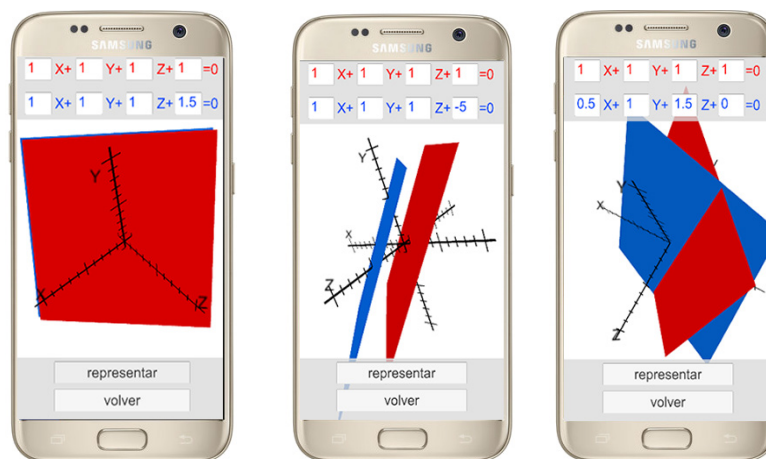 SAMSUNG
1 X+ 1 Y+ 1 Z+ 1 =0
1 X+ 1 Y+ 1 Z+ 1.5 =0
Y
X
Z
representar
volver
SAMSUNG
1 X+ 1 Y+ 1 Z+ 1 =0
1 X+ 1 Y+ 1 Z+ -5 =0
Y
X
Z
representar
volver
SAMSUNG
1 X+ 1 Y+ 1 Z+ 1 =0
0.5 X+ 1 Y+ 1.5 Z+ 0 =0
Y
X
Z
representar
volver